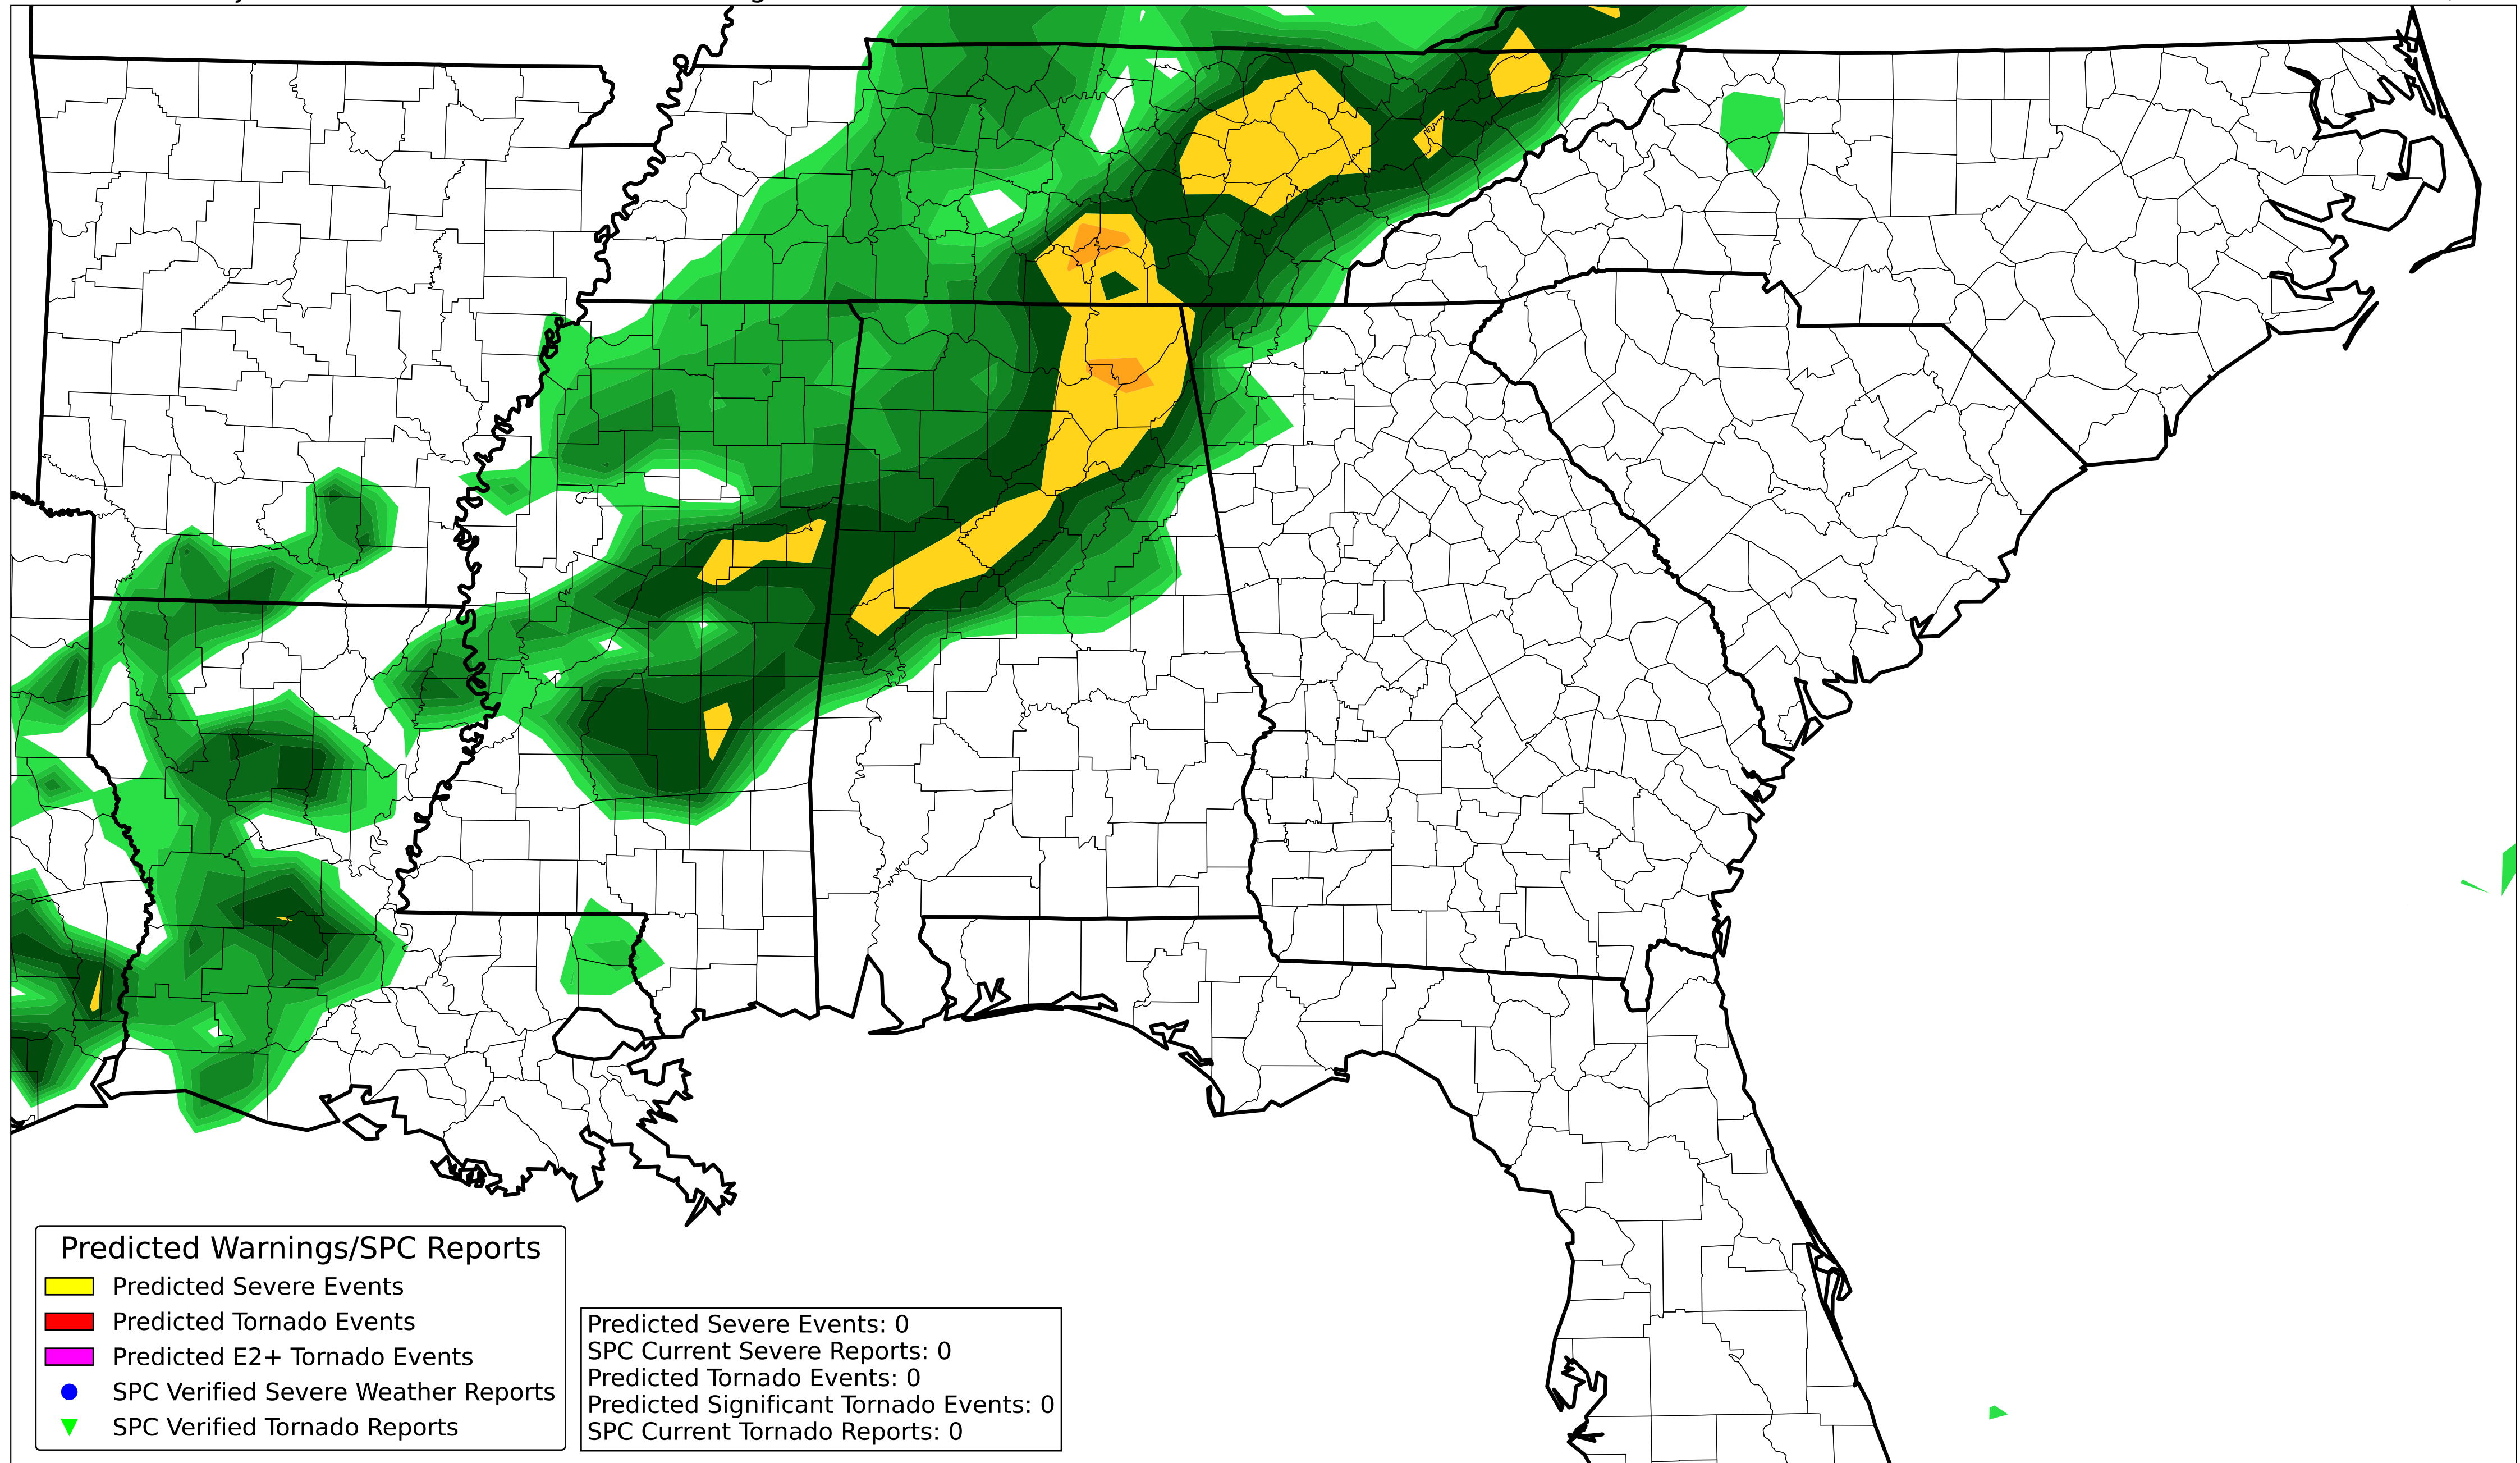 Predicted Warnings/SPC Reports
Predicted Severe Events
Predicted Tornado Events
Predicted E2+ Tornado Events
SPC Verified Severe Weather Reports
SPC Verified Tornado Reports
Predicted Severe Events: 0
SPC Current Severe Reports: 0
Predicted Tornado Events: 0
Predicted Significant Tornado Events: 0
SPC Current Tornado Reports: 0